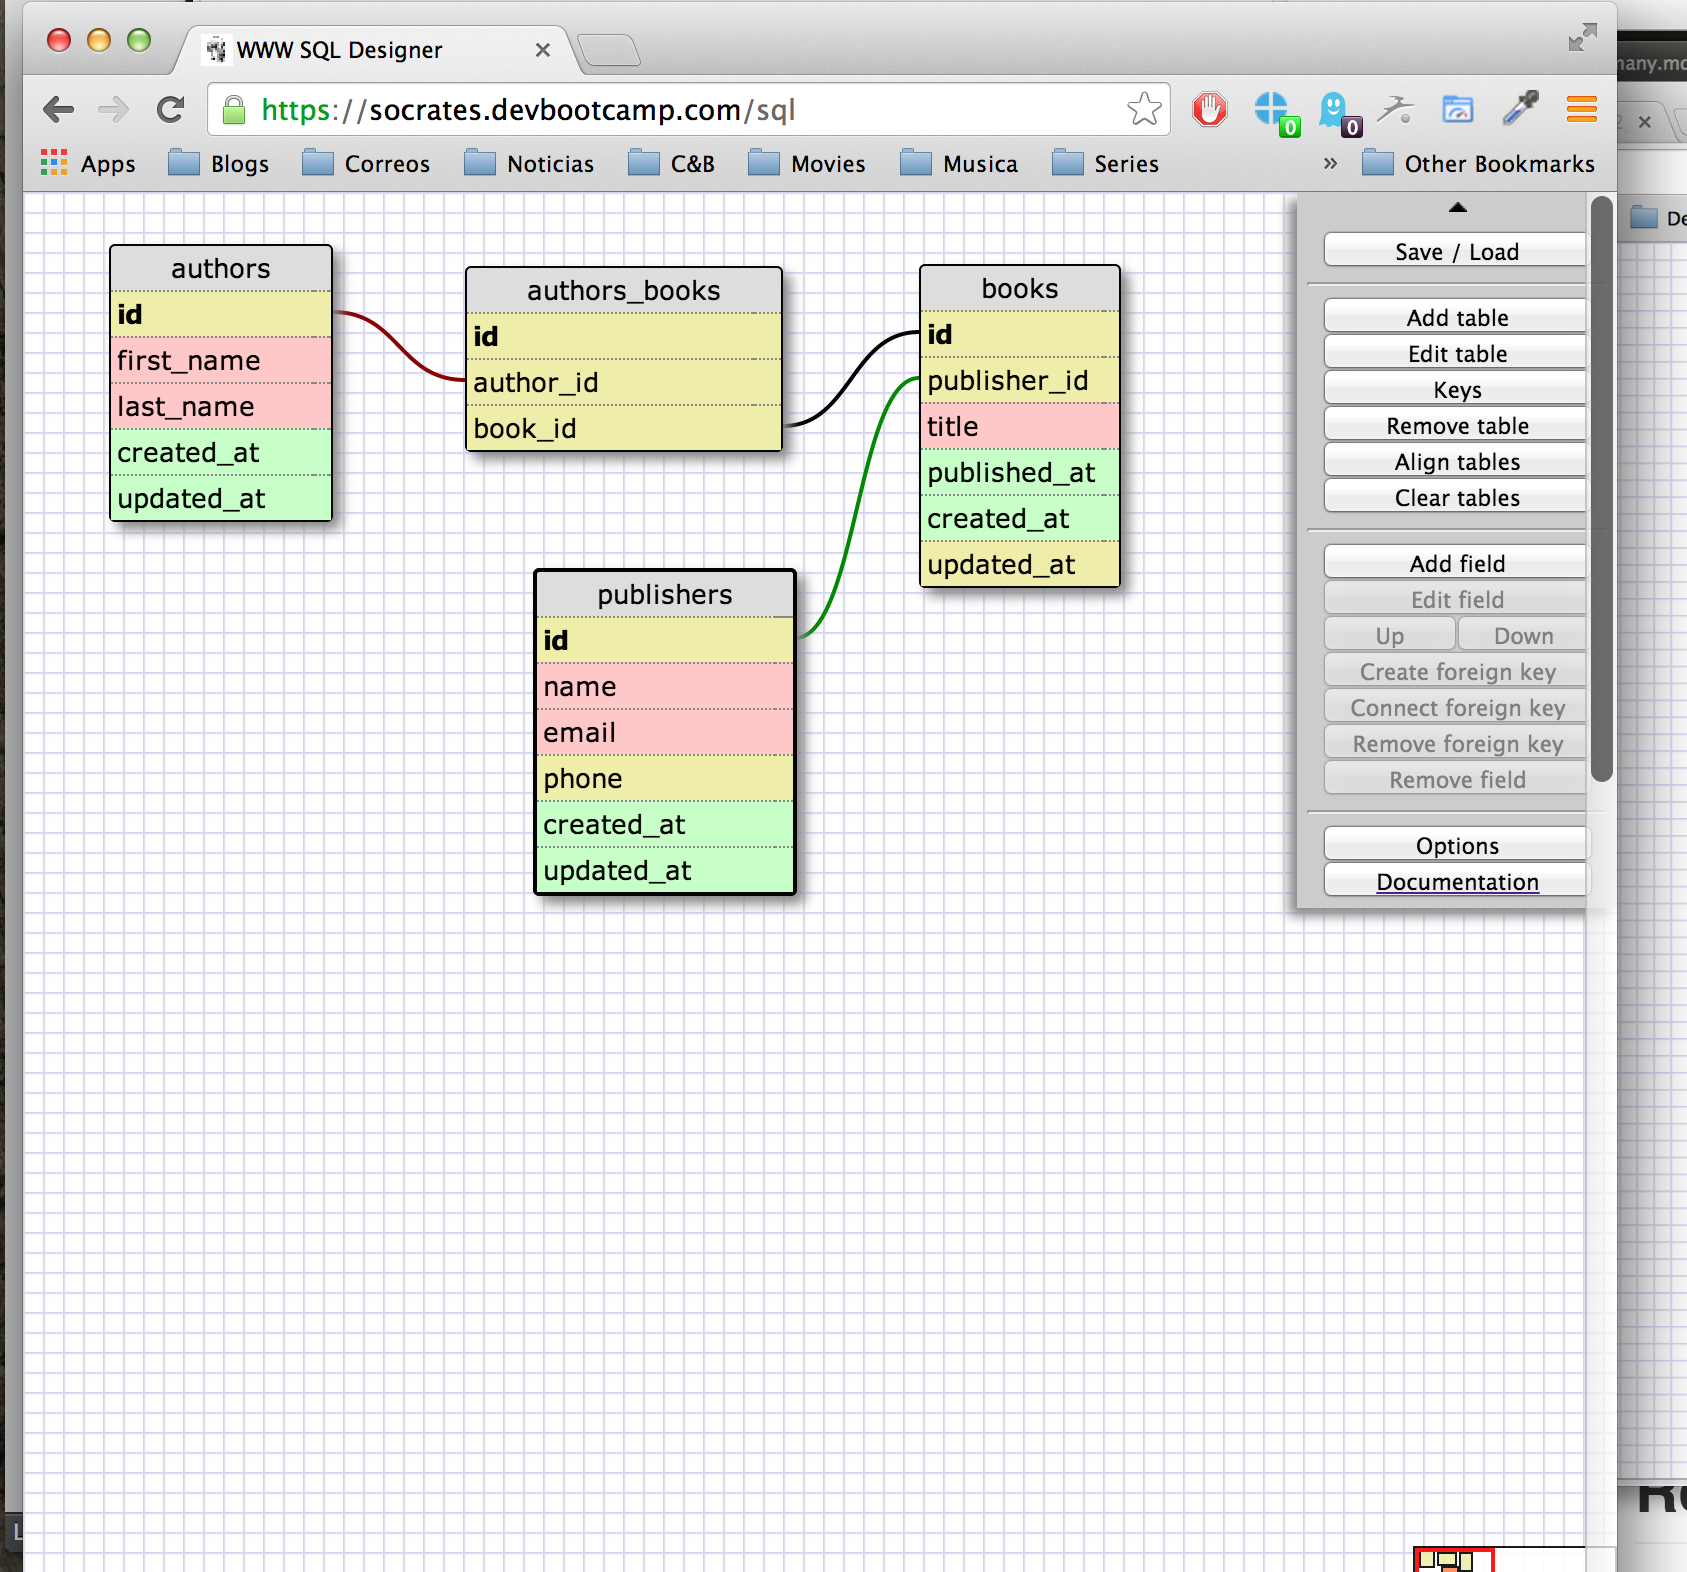 WWW SQL Designer
many.md
https://socrates.devbootcamp.com/sql
0
0
Apps
Blogs
Correos
Noticias
C&B
Movies
Musica
Series
»
Other Bookmarks
authors
id
first_name
last_name
created_at
updated_at
authors_books
id
author_id
book_id
books
id
publisher_id
title
published_at
created_at
updated_at
publishers
id
name
email
phone
created_at
updated_at
Save / Load
Add table
Edit table
Keys
Remove table
Align tables
Clear tables
Add field
Edit field
Up Down
Create foreign key
Connect foreign key
Remove foreign key
Remove field
Options
Documentation